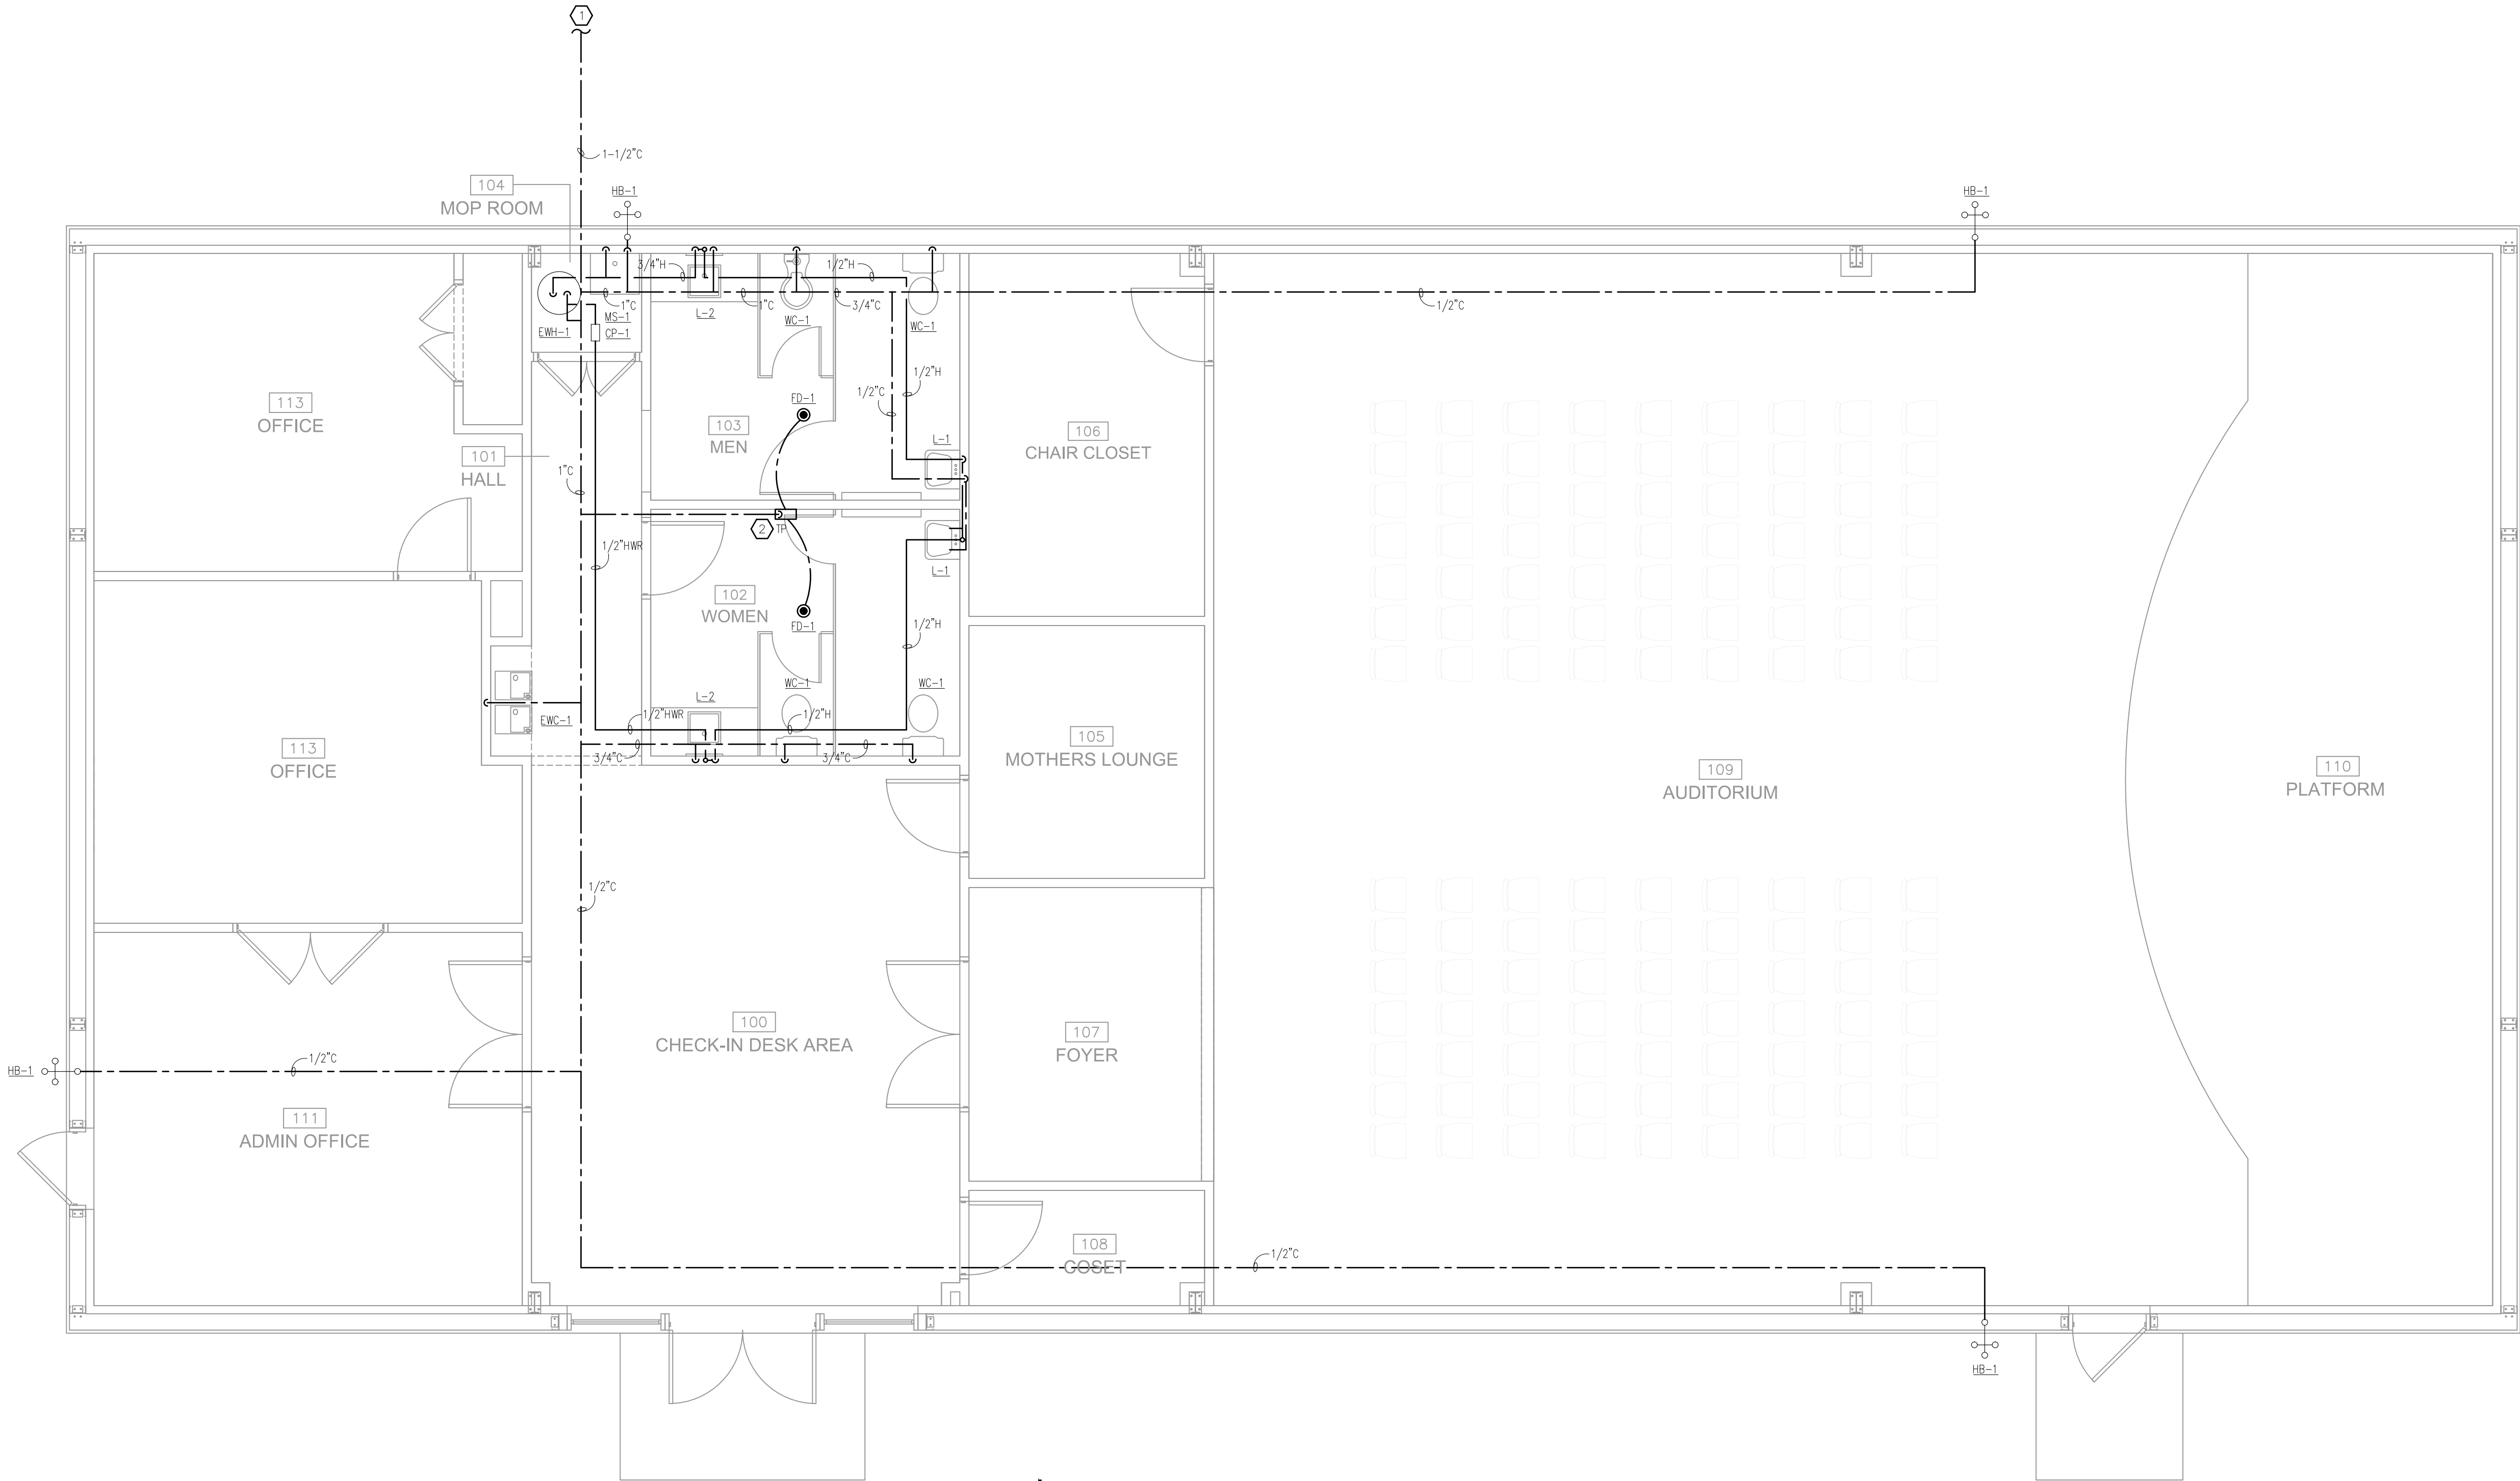 1
1-1/2"C
104
MOP ROOM
HB-1
HB-1
3/4"H
1/2"H
1"C
1"C
3/4"C
1/2"C
MS-1
L-2
WC-1
WC-1
EWH-1
CP-1
1/2"H
1/2"C
113
OFFICE
FD-1
103
MEN
106
CHAIR CLOSET
L-1
101
HALL
1"C
2
TP
1/2"HWR
L-1
102
WOMEN
FD-1
1/2"H
WC-1
WC-1
L-2
EWC-1
1/2"HWR
1/2"H
113
OFFICE
3/4"C
3/4"C
105
MOTHERS LOUNGE
109
AUDITORIUM
110
PLATFORM
1/2"C
100
CHECK-IN DESK AREA
107
FOYER
1/2"C
HB-1
111
ADMIN OFFICE
108
COSET
1/2"C
HB-1